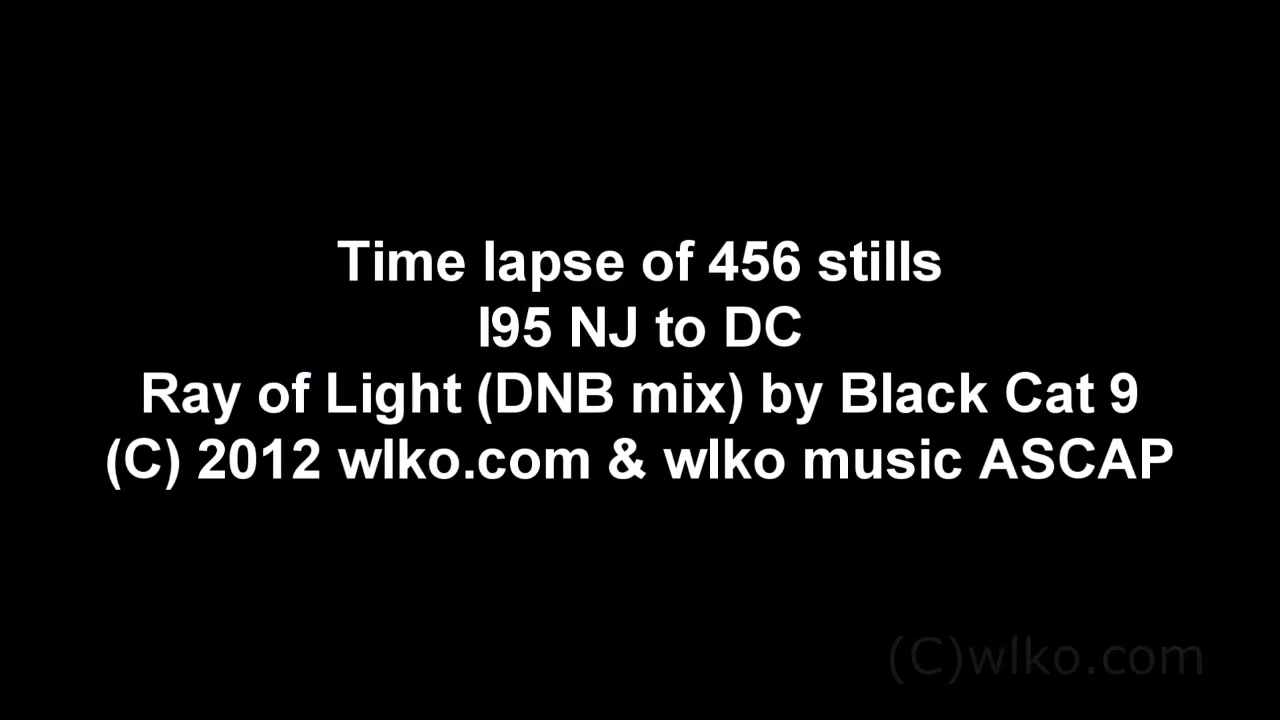 Time lapse of 456 stills
I95 NJ to DC
Ray of Light (DNB mix) by Black Cat 9
(C) 2012 wlko.com & wlko music ASCAP
(C)wlko.com